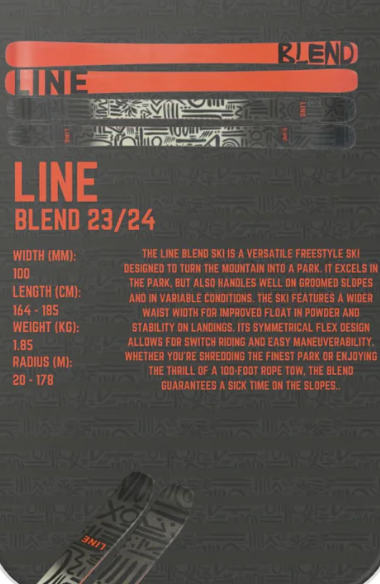 BLEND
LINE
LINE
LINE
LINE
LINE
BLEND 23/24
WIDTH (MM):
100
LENGTH (CM):
164 - 185
WEIGHT (KG):
1.85
RADIUS (M):
20 - 178
THE LINE BLEND SKI IS A VERSATILE FREESTYLE SKI
DESIGNED TO TURN THE MOUNTAIN INTO A PARK. IT EXCELS IN
THE PARK, BUT ALSO HANDLES WELL ON GROOMED SLOPES
AND IN VARIABLE CONDITIONS. THE SKI FEATURES A WIDER
WAIST WIDTH FOR IMPROVED FLOAT IN POWDER AND
STABILITY ON LANDINGS. ITS SYMMETRICAL FLEX DESIGN
ALLOWS FOR SWITCH RIDING AND EASY MANEUVERABILITY.
WHETHER YOU'RE SHREDDING THE FINEST PARK OR ENJOYING
THE THRILL OF A 100-FOOT ROPE TOW, THE BLEND
GUARANTEES A SICK TIME ON THE SLOPES..
LINE